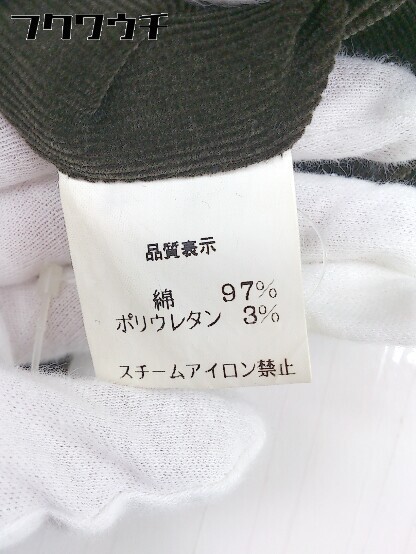 フクウクチ
品質表示
綿 97%
ポリウレタン 3%
スチームアイロン禁止